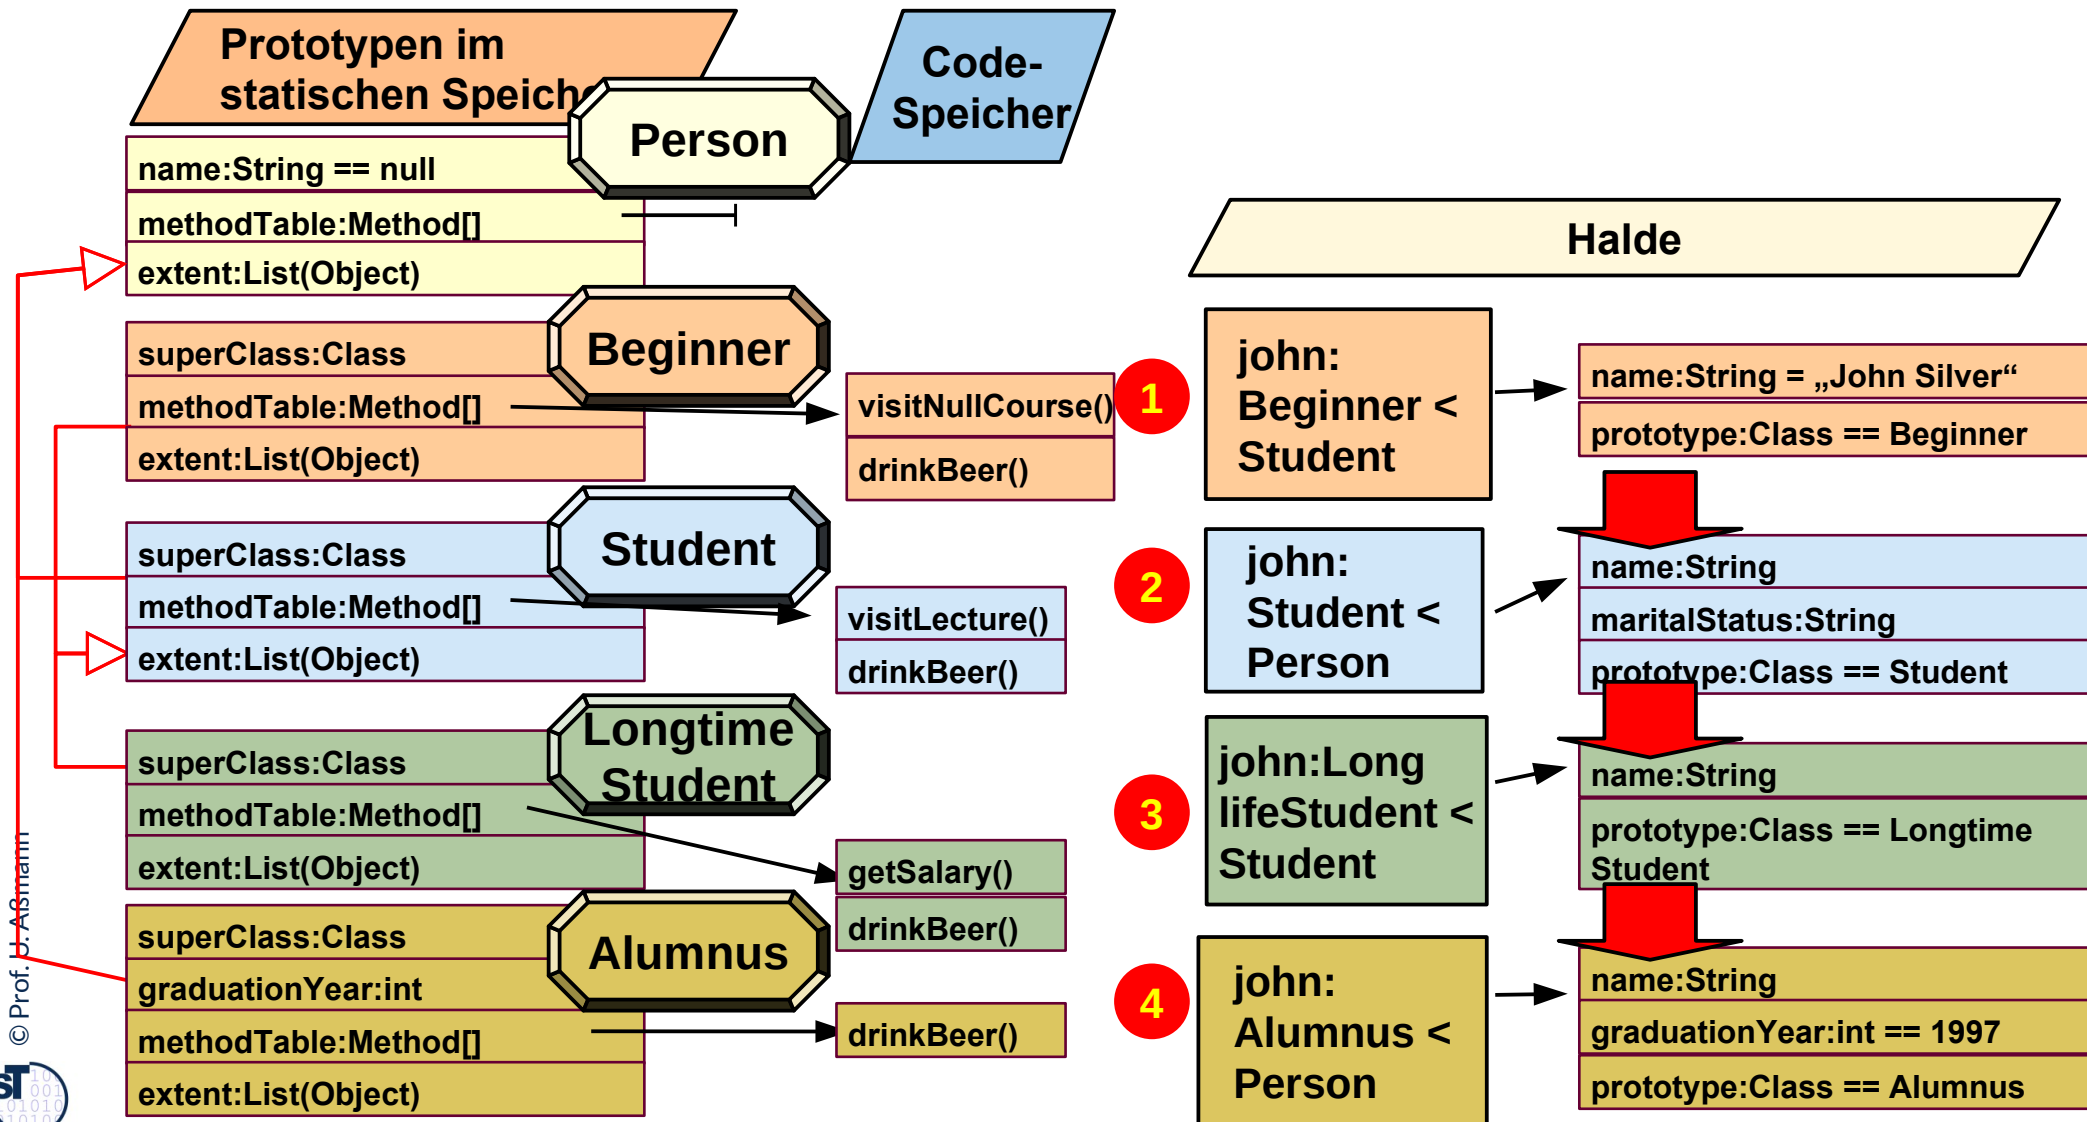 Prototypen im
statischen Speiche
Person
name:String == null
methodTable:Method[]
extent:List(Object)
Beginner
superClass:Class
methodTable:Method[]
extent:List(Object)
Student
superClass:Class
methodTable:Method[]
extent:List(Object)
Longtime
Student
superClass:Class
methodTable:Method[]
extent:List(Object)
Alumnus
superClass:Class
graduationYear:int
methodTable:Method[]
extent:List(Object)
Code-
Speicher
visitNullCourse()
drinkBeer()
visitLecture()
drinkBeer()
getSalary()
drinkBeer()
drinkBeer()
Halde
1
john:
Beginner <
Student
name:String = „John Silver“
prototype:Class == Beginner
2
john:
Student <
Person
name:String
maritalStatus:String
prototype:Class == Student
3
john:Long
lifeStudent <
Student
name:String
prototype:Class == Longtime
Student
4
john:
Alumnus <
Person
name:String
graduationYear:int == 1997
prototype:Class == Alumnus
© Prof. U. Aßmann
ST